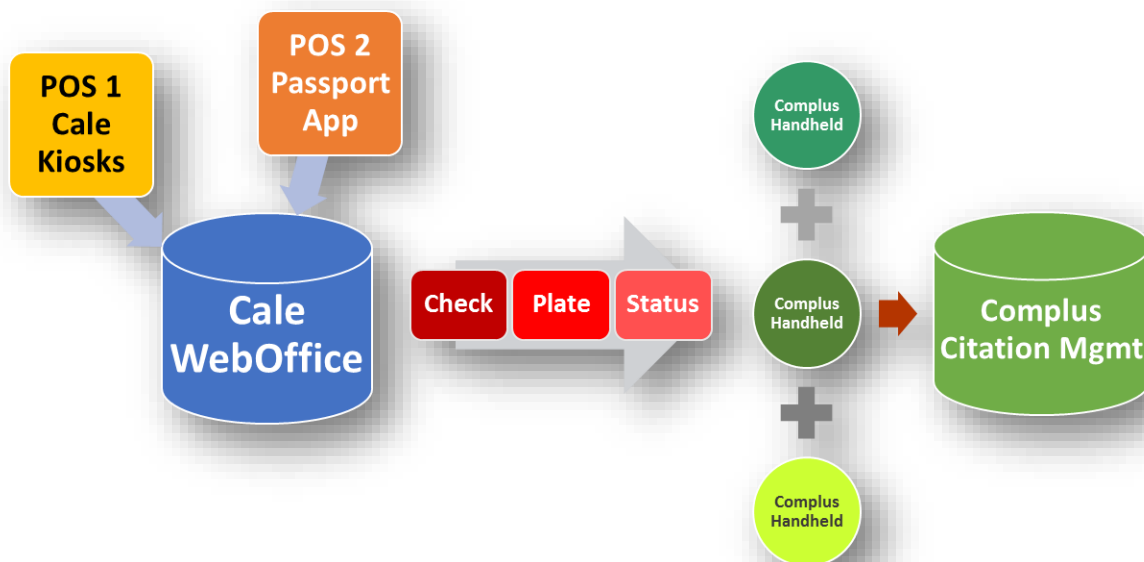 POS 1
Cale
Kiosks
POS 2
Passport
App
Cale
WebOffice
Check
Plate
Status
Complus
Handheld
Complus
Handheld
Complus
Handheld
Complus
Citation Mgmt